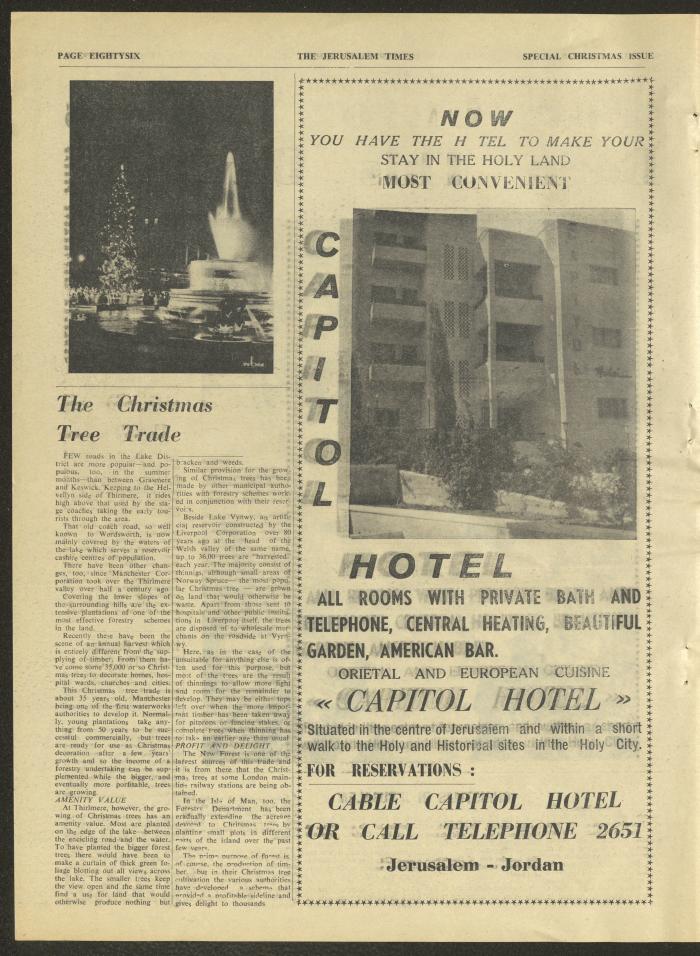 PAGE EIGHTYSIX
THE JERUSALEM TIMES
SPECIAL CHRISTMAS ISSUE
The Christmas
Tree Trade
FEW roads in the Lake Dis-
trict are more popular—and po-
pulous, too, in the summer
months—than between Grasmere
and Keswick. Keeping to the Hel-
vellyn side of Thirlmere, it rides
high above that used by the sta-
ge coaches taking the early tou-
rists through the area.
That old coach road, so well
known to Wordsworth, is now
mainly covered by the waters of
the lake which serves a reservoir
cashire centres of population.
There have been other chan-
ges, too, since Manchester Cor-
poration took over the Thirlmere
valley over half a century ago
Covering the lower slopes of
the surrounding hills are the ex-
tensive plantations of one of the
most effective forestry schemes
in the land.
Recently there have been the
scene of an annual harvest which
is entirely different from the sup-
plying of timber. From them ha-
ve come some 35,000 or so Christ-
mas trees to decorate homes, hos-
pital wards, churches and cities.
This Christmas tree trade is
about 35 years old, Manchester
being one of the first waterworks
authorities to develop it. Normal-
ly, young plantations take any-
thing from 50 years to be suc-
cessful commercially, but trees
are ready for use as Christmas
decoration after a few years'
growth and so the income of a
forestry undertaking can be sup-
plemented while the bigger, and
eventually more porfitable, trees
are growing.
AMENITY VALUE
At Thirlmere, however, the gro-
wing of Christmas trees has an
amenity value. Most are planted
on the edge of the lake between
the encicling road and the water.
To have planted the bigger forest
trees there would have been to
make a curtain of thick green fo-
liage blotting out all views across
the lake. The smaller trees keep
the view open and the same time
find a use for land that would
otherwise produce nothing but
bracken and weeds.
Similar provision for the grow-
ing of Christmas trees has been
made by other municipal autho-
rities with forestry schemes work-
ed in conjunction with their reser-
voirs.
Beside Lake Vyrnwy, an artifi-
cial reservoir constructed by the
Liverpool Corporation over 80
years ago at the head of the
Welsh valley of the same name,
up to 36,000 trees are "harvested"
each year. The majority consist of
thinnigs, although small areas of
Norway Spruce— the most popu-
lar Christmas tree — are grown
on land that would otherwise be
waste. Apart from those sent to
hospitals and other public institu-
tions in Liverpool itself, the trees
are disposed of to wholesale mer-
chants on the roadside at Vyrn-
wy.
Here, as in the case of the
unsuitable for anything else is of-
ten used for this purpose, but
most of the trees are the result
of thinnings to allow more light
and room for the remainder to
develop. They may be either tops
left over when the more impor-
tant timber has been taken away
for pitprops or fencing stakes, or
complete trees when thinning has
to take an earlier age than usual
PROFIT AND DELIGHT
The New Forest is one of the
largest sources of this trade and
it is from there that the Christ-
mas trees at some London main-
line railway stations are being ob-
tained.
In the Isle of Man, too, the
Forestry Department has been
gradually extending the acreage
devoted to Christmas trees by
planting small plots in different
parts of the island over the past
few years.
The prime purpose of forest is,
of course, the production of tim-
ber, but in their Christmas tree
cultivation the various authorities
have developed a schema that
provided a profitable sideline and
gives delight to thousands
NOW
YOU HAVE THE H TEL TO MAKE YOUR
STAY IN THE HOLY LAND
MOST CONVENIENT
CAPITOL
HOTEL
ALL ROOMS WITH PRIVATE BATH AND
TELEPHONE, CENTRAL HEATING, BEAUTIFUL
GARDEN, AMERICAN BAR.
ORIETAL AND EUROPEAN CUISINE
« CAPITOL HOTEL »
Situated in the centre of Jerusalem and within a short
walk to the Holy and Historical sites in the Holy City.
FOR RESERVATIONS :
CABLE CAPITOL HOTEL
OR CALL TELEPHONE 2651
Jerusalem - Jordan